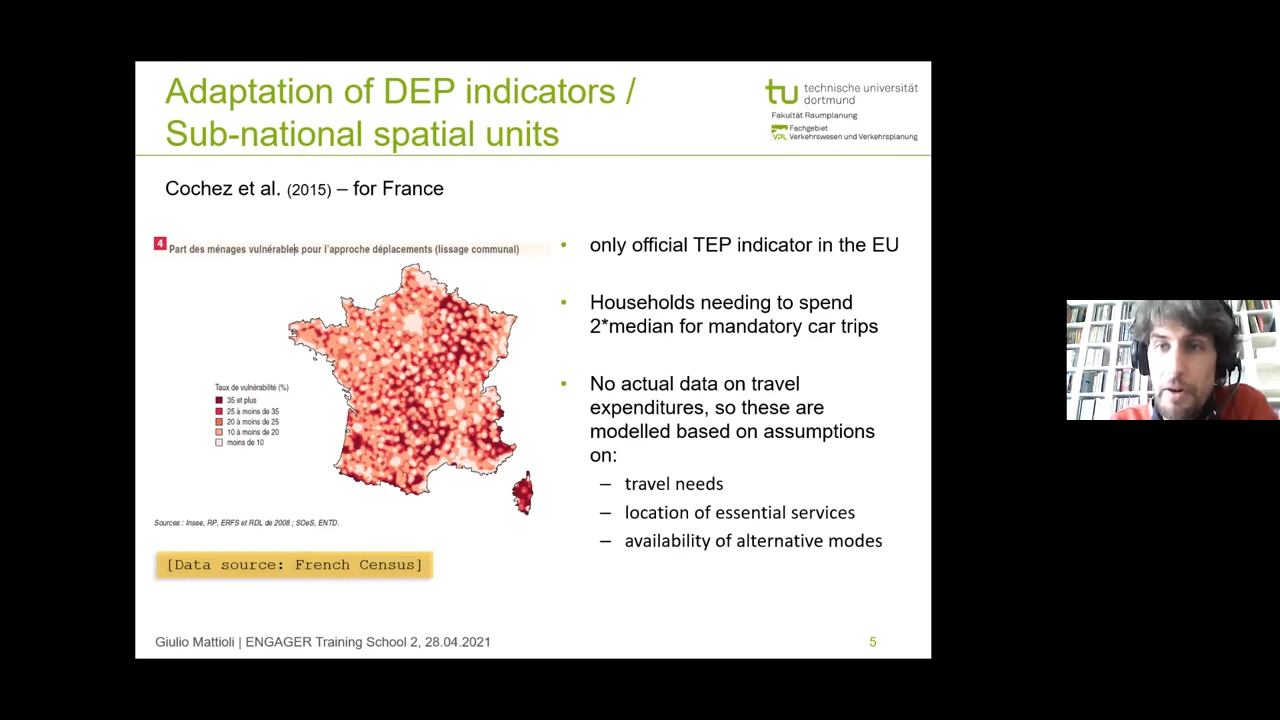 Adaptation of DEP indicators /
Sub-national spatial units
tu technische universität
dortmund
Fakultät Raumplanung
Fachgebiet
VPL Verkehrswesen und Verkehrsplanung
Cochez et al. (2015) – for France
4 Part des ménages vulnérables pour l'approche déplacements (lissage communal)
Taux de vulnérabilité (%)
35 et plus
25 à moins de 35
20 à moins de 25
10 à moins de 20
moins de 10
Sources : Insee, RP, ERFS et RDL de 2008 ; SOeS, ENTD.
[Data source: French Census]
• only official TEP indicator in the EU
• Households needing to spend
2*median for mandatory car trips
• No actual data on travel
expenditures, so these are
modelled based on assumptions
on:
– travel needs
– location of essential services
– availability of alternative modes
Giulio Mattioli | ENGAGER Training School 2, 28.04.2021
5